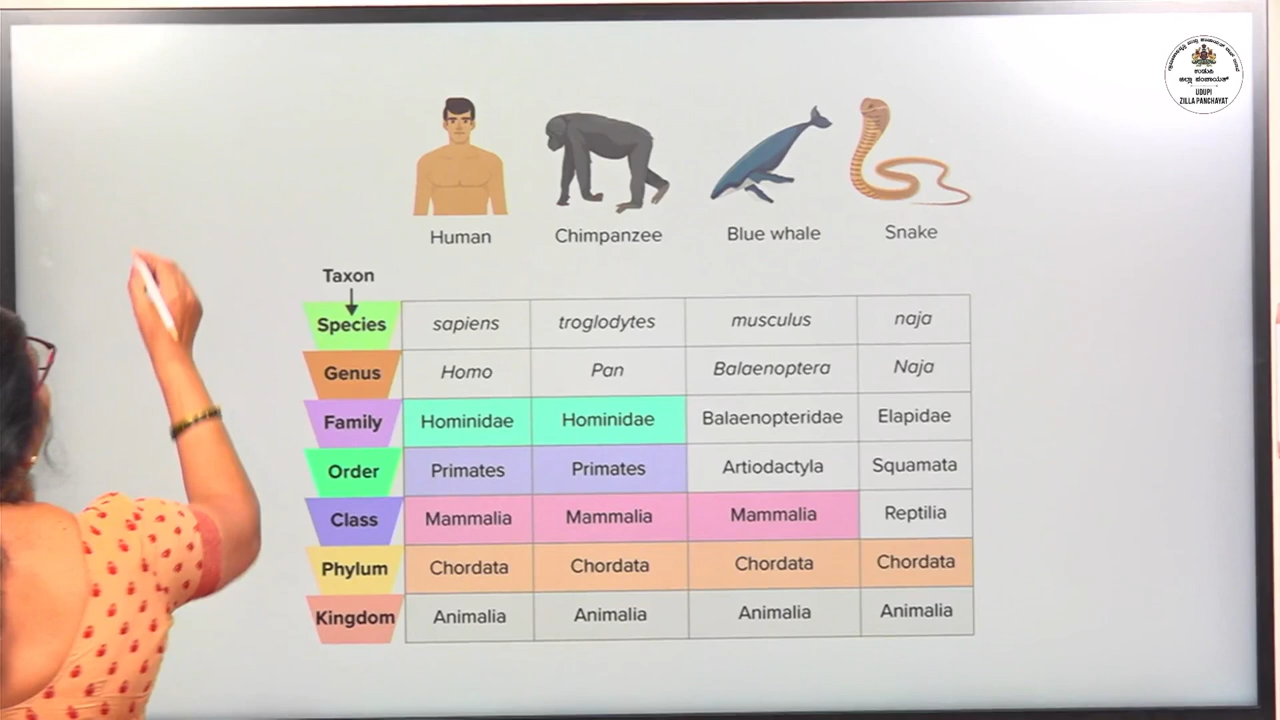 ಉಡುಪಿ
ಜಿಲ್ಲಾ ಪಂಚಾಯತ್
UDUPI
ZILLA PANCHAYAT
Human Chimpanzee Blue whale Snake
Taxon
Species sapiens troglodytes musculus naja
Genus Homo Pan Balaenoptera Naja
Family Hominidae Hominidae Balaenopteridae Elapidae
Order Primates Primates Artiodactyla Squamata
Class Mammalia Mammalia Mammalia Reptilia
Phylum Chordata Chordata Chordata Chordata
Kingdom Animalia Animalia Animalia Animalia